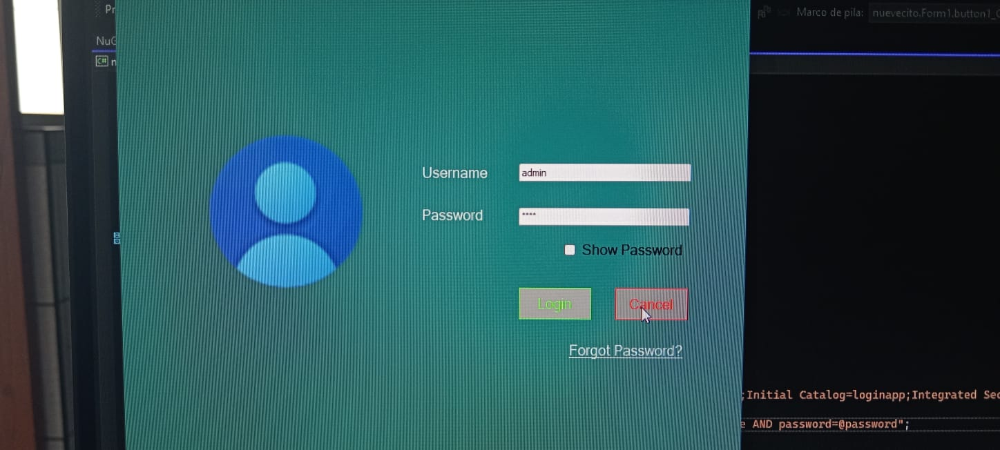 Pr
Marco de pila: nuevecito.Form1.button1_
NuG
C# n
Username admin
Password ****
Show Password
Login Cancel
Forgot Password?
;Initial Catalog=loginapp;Integrated Sec
e AND password=@password";